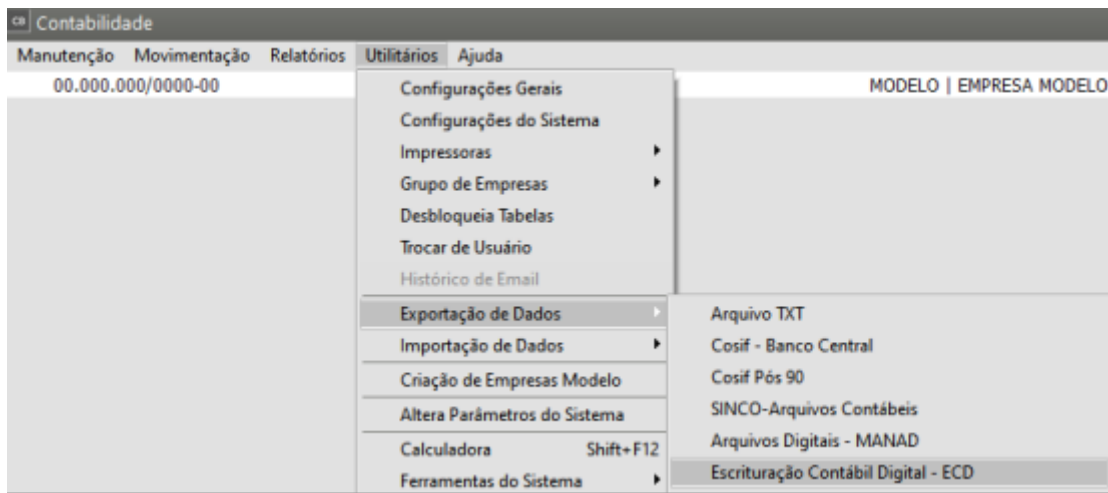 CB Contabilidade
Manutenção Movimentação Relatórios Utilitários Ajuda
00.000.000/0000-00 MODELO | EMPRESA MODELO
Configurações Gerais
Configurações do Sistema
Impressoras
Grupo de Empresas
Desbloqueia Tabelas
Trocar de Usuário
Histórico de Email
Exportação de Dados
Importação de Dados
Criação de Empresas Modelo
Altera Parâmetros do Sistema
Calculadora Shift+F12
Ferramentas do Sistema
Arquivo TXT
Cosif - Banco Central
Cosif Pós 90
SINCO-Arquivos Contábeis
Arquivos Digitais - MANAD
Escrituração Contábil Digital - ECD